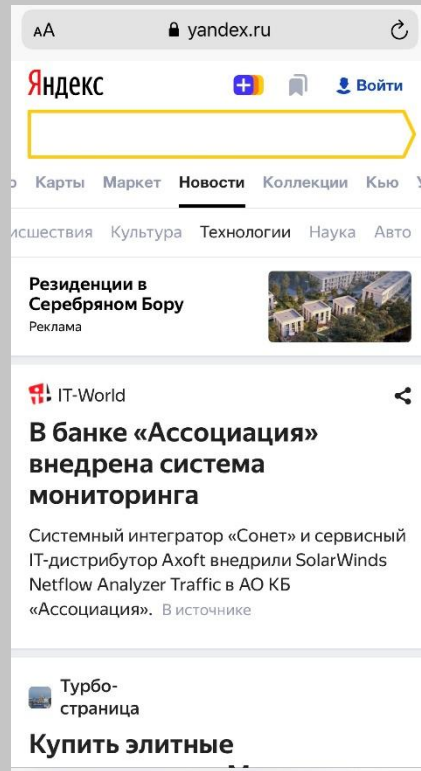 AA yandex.ru
Яндекс
Войти
Карты Маркет Новости Коллекции Кью
Культура Технологии Наука Авто
Резиденции в
Серебряном Бору
Реклама
IT-World
В банке «Ассоциация»
внедрена система
мониторинга
Системный интегратор «Сонет» и сервисный
IT-дистрибутор Axoft внедрили SolarWinds
Netflow Analyzer Traffic в АО КБ
«Ассоциация». В источнике
Турбо-
страница
Купить элитные